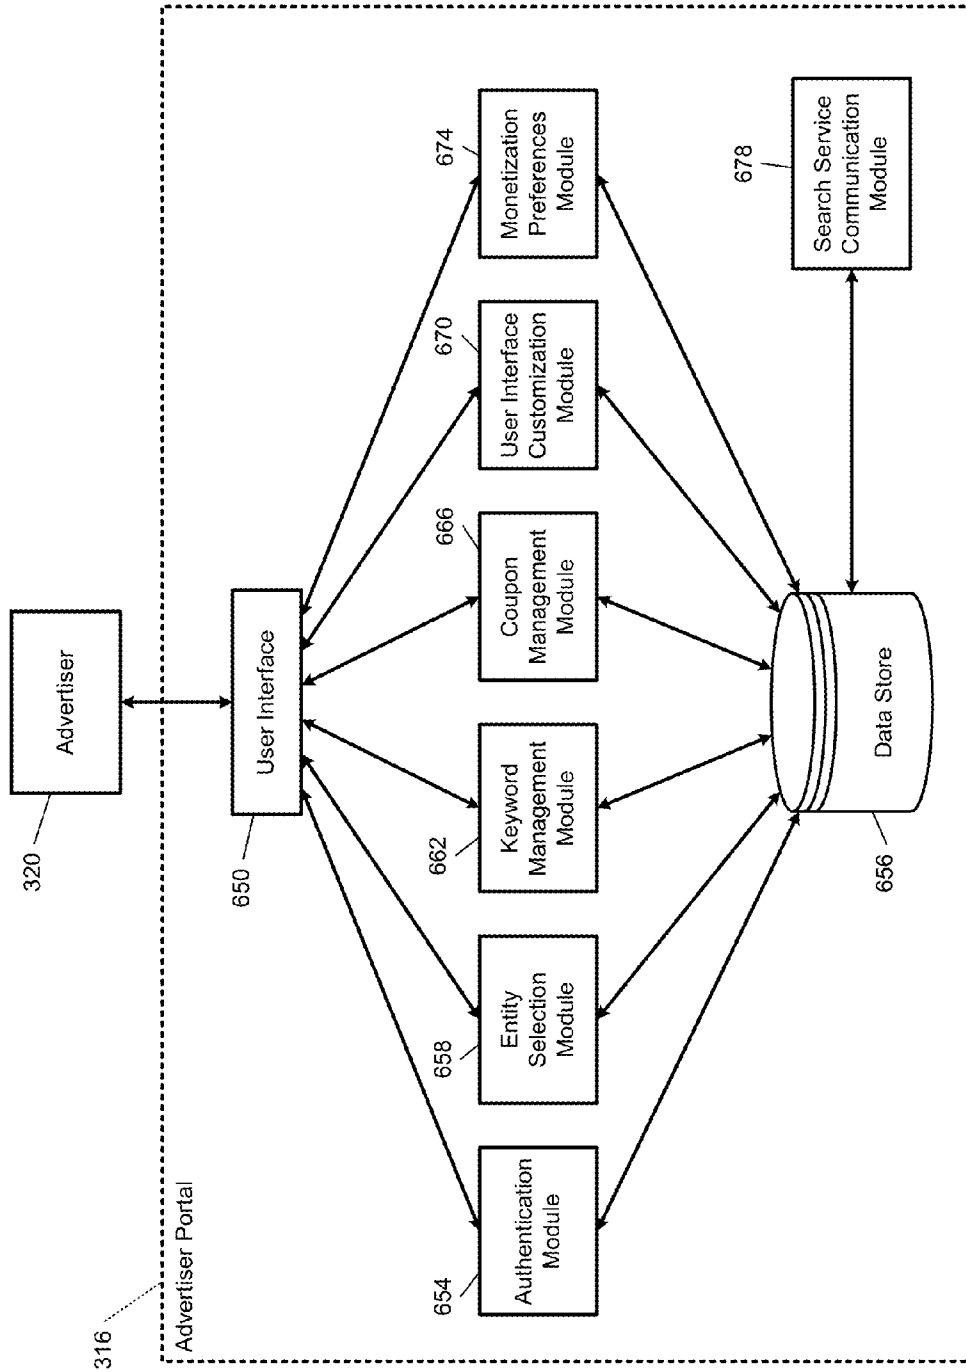 316
Advertiser Portal
320
Advertiser
650
User Interface
654
Authentication
Module
658
Entity
Selection
Module
662
Keyword
Management
Module
666
Coupon
Management
Module
670
User Interface
Customization
Module
674
Monetization
Preferences
Module
656
Data Store
678
Search Service
Communication
Module